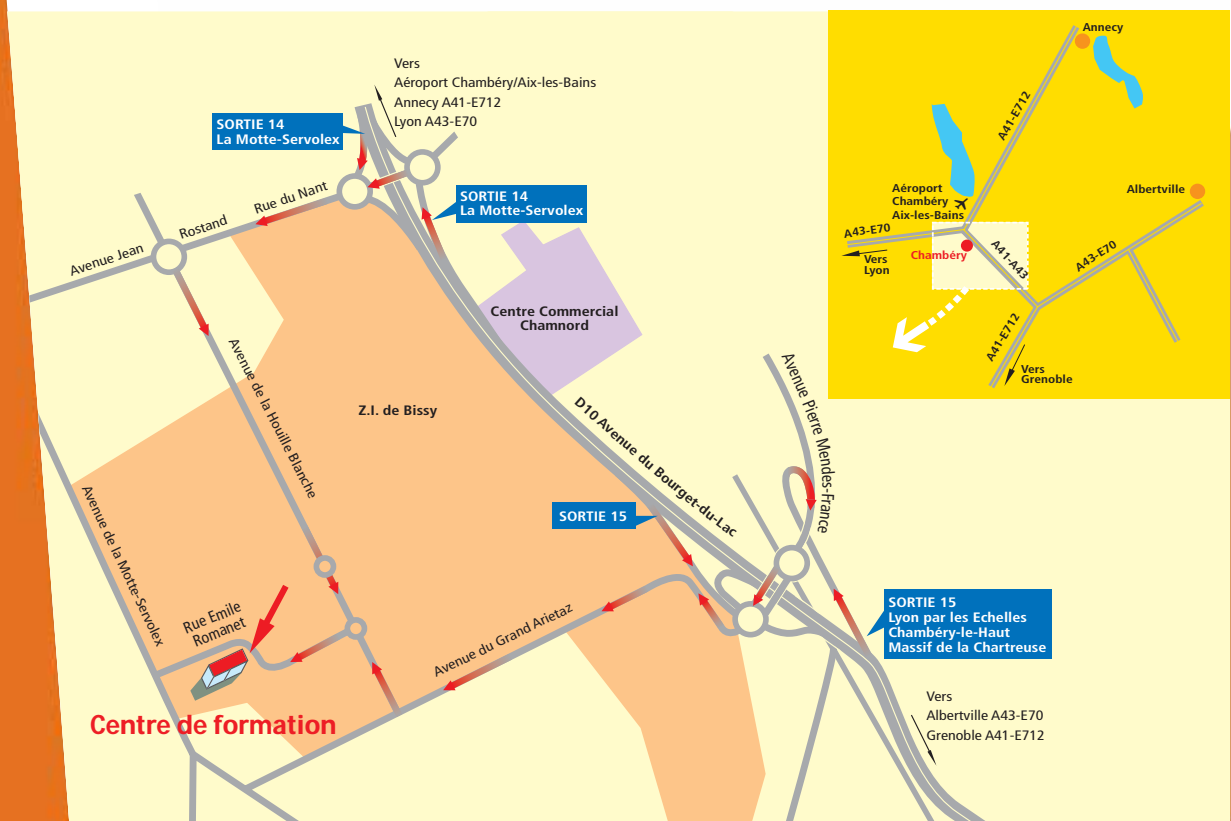 Vers
Aéroport Chambéry/Aix-les-Bains
Annecy A41-E712
Lyon A43-E70
SORTIE 14
La Motte-Servolex
SORTIE 14
La Motte-Servolex
Rue du Nant
Rostand
Avenue Jean
Centre Commercial
Chamnord
Avenue de la Houille Blanche
Z.I. de Bissy
D10 Avenue du Bourget-du-Lac
Avenue Pierre Mendes-France
Avenue de la Motte-Servolex
SORTIE 15
Rue Emile
Romanet
Avenue du Grand Arietaz
SORTIE 15
Lyon par les Echelles
Chambéry-le-Haut
Massif de la Chartreuse
Centre de formation
Vers
Albertville A43-E70
Grenoble A41-E712
Annecy
A41-E712
Albertville
Aéroport
Chambéry
Aix-les-Bains
A43-E70
Vers
Lyon
Chambéry
A41-A43
A43-E70
A41-E712
Vers
Grenoble